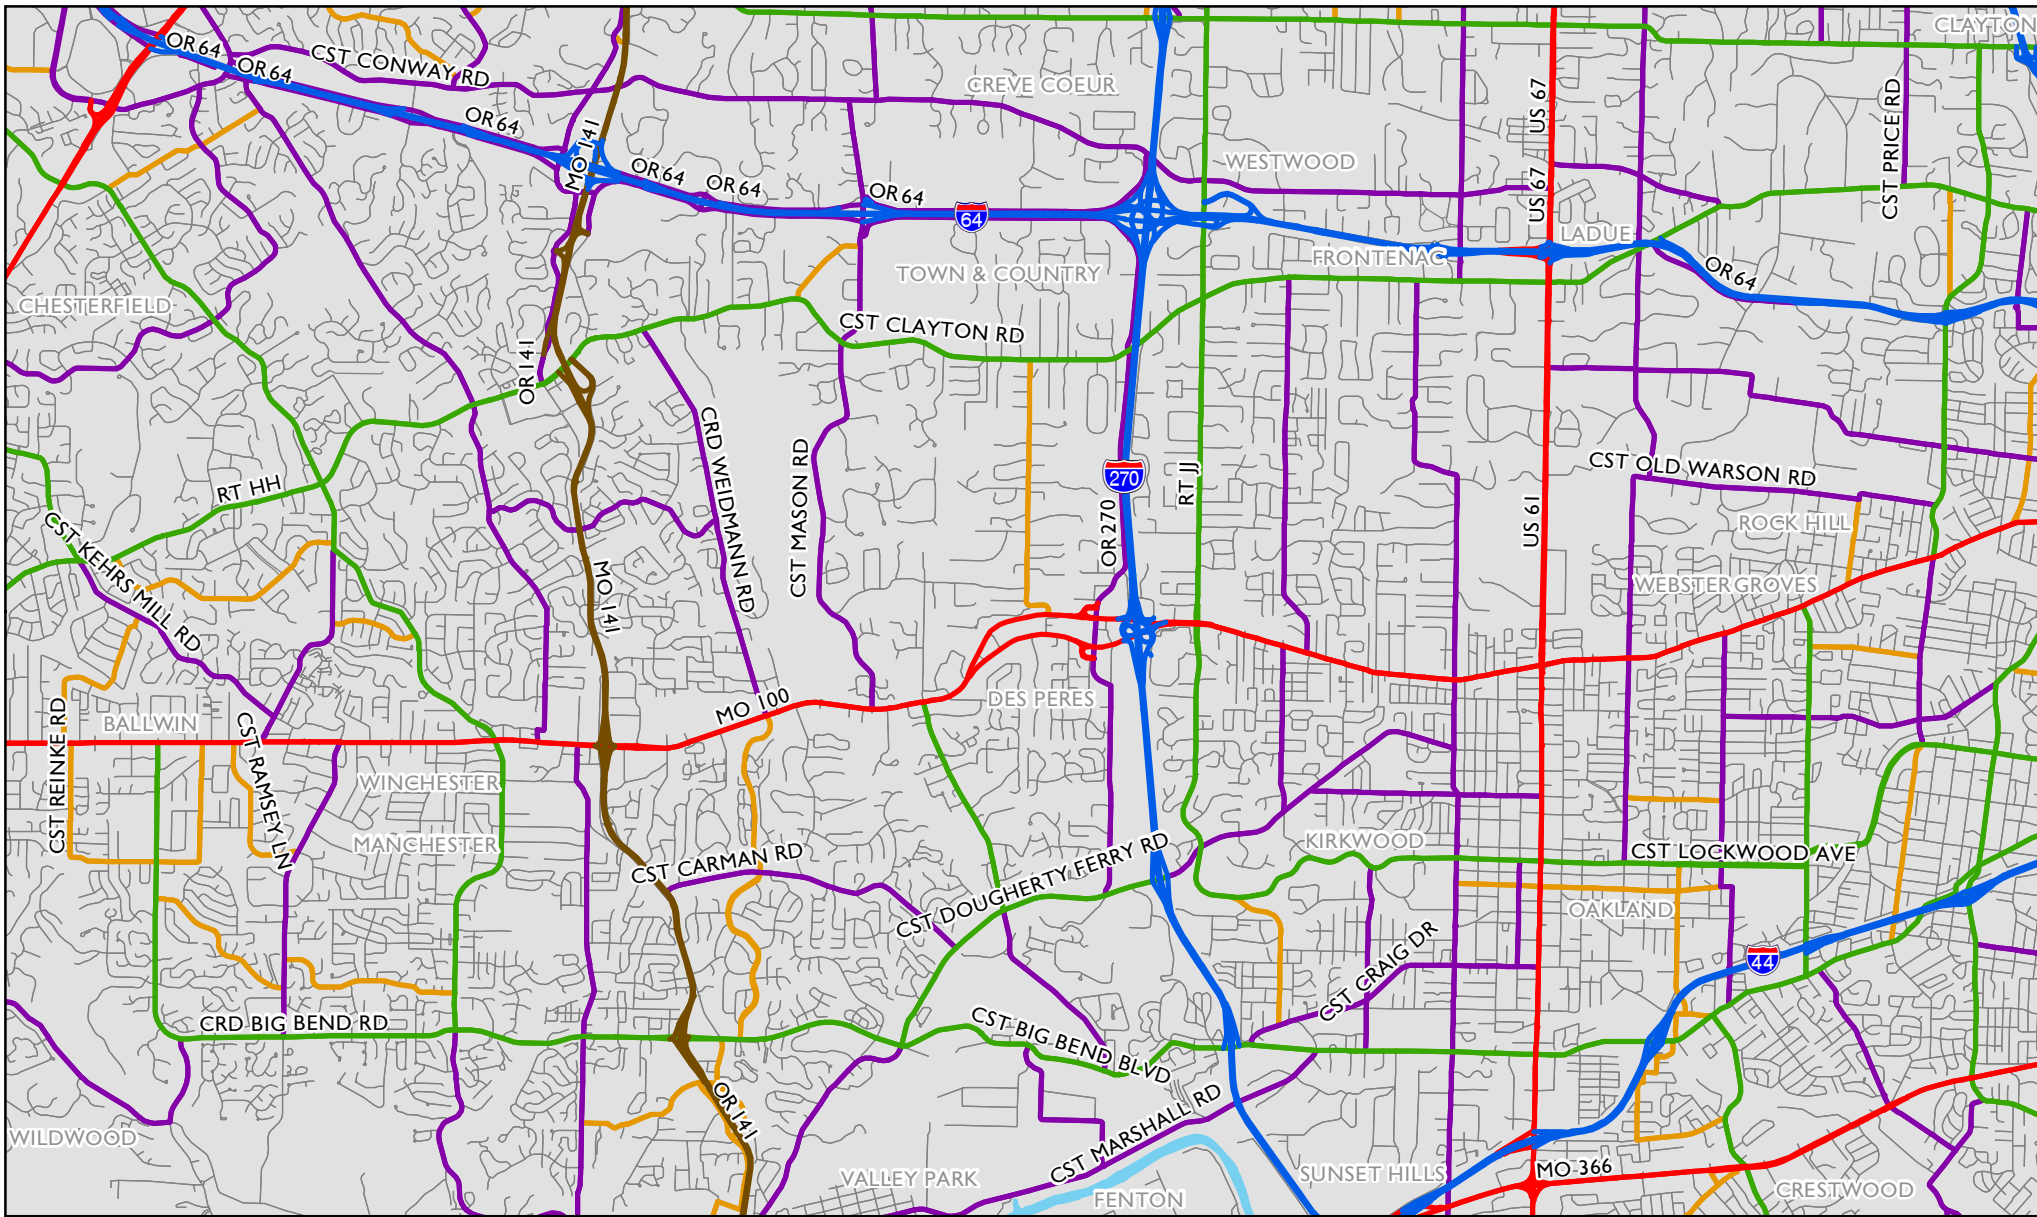 CLAYTON
OR 64
CST CONWAY RD
OR 64
CREVE COEUR
US 67
CST PRICE RD
OR 64
MO 141
OR 64
OR 64
OR 64
WESTWOOD
US 67
64
LADUE
FRONTENAC
TOWN & COUNTRY
OR 64
CHESTERFIELD
CST CLAYTON RD
OR 141
CRD WEIDMANN RD
CST MASON RD
270
RT JJ
CST OLD WARSON RD
RT HH
OR 270
US 61
ROCK HILL
CST KEHRS MILL RD
MO 141
WEBSTER GROVES
CST REINKE RD
BALLWIN
CST RAMSEY LN
MO 100
DES PERES
WINCHESTER
MANCHESTER
KIRKWOOD
CST LOCKWOOD AVE
CST CARMAN RD
CST DOUGHERTY FERRY RD
OAKLAND
CST CRAIG DR
44
CRD BIG BEND RD
CST BIG BEND BLVD
OR 141
CST MARSHALL RD
WILDWOOD
VALLEY PARK
FENTON
SUNSET HILLS
MO 366
CRESTWOOD